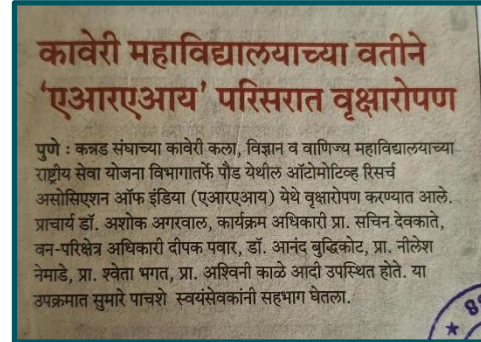 कावेरी महाविद्यालयाच्या वतीने
‘एआरएआय’ परिसरात वृक्षारोपण
पुणे : कन्नड संघाच्या कावेरी कला, विज्ञान व वाणिज्य महाविद्यालयाच्या
राष्ट्रीय सेवा योजना विभागातर्फे पौड येथील ऑटोमोटिव्ह रिसर्च
असोसिएशन ऑफ इंडिया (एआरएआय) येथे वृक्षारोपण करण्यात आले.
प्राचार्य डॉ. अशोक अगरवाल, कार्यक्रम अधिकारी प्रा. सचिन देवकाते,
वन-परिक्षेत्र अधिकारी दीपक पवार, डॉ. आनंद बुद्धिकोट, प्रा. नीलेश
नेमाडे, प्रा. श्वेता भगत, प्रा. अश्विनी काळे आदी उपस्थित होते. या
उपक्रमात सुमारे पाचशे स्वयंसेवकांनी सहभाग घेतला.